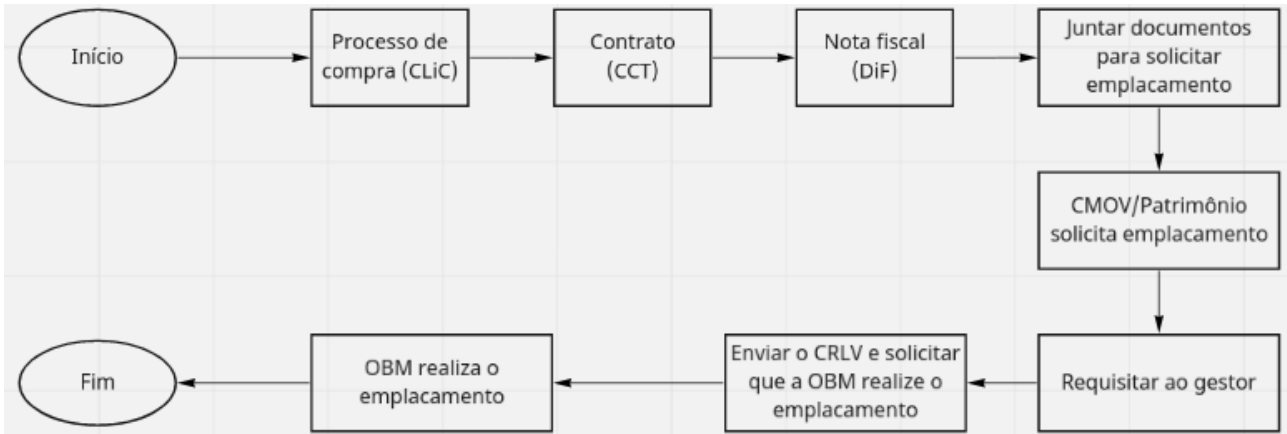 Início
Processo de
compra (CLiC)
Contrato
(CCT)
Nota fiscal
(DiF)
Juntar documentos
para solicitar
emplacamento
CMOV/Patrimônio
solicita emplacamento
Requisitar ao gestor
Enviar o CRLV e solicitar
que a OBM realize o
emplacamento
OBM realiza o
emplacamento
Fim